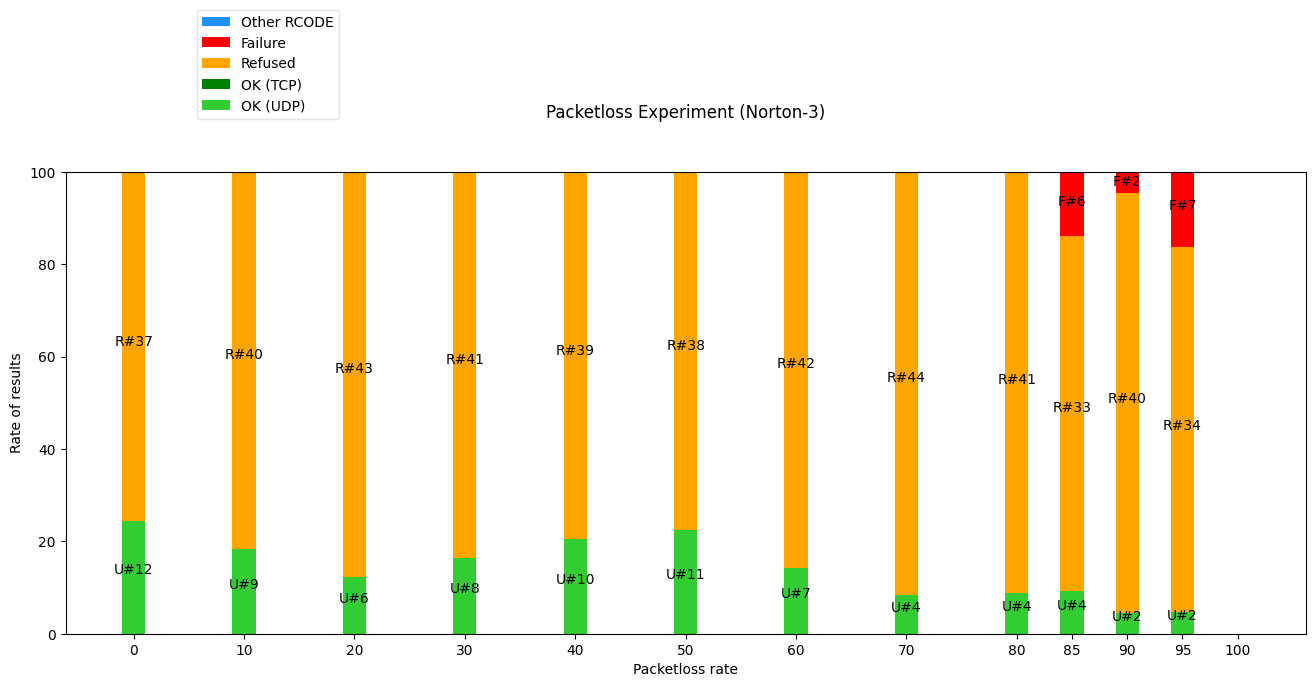 Other RCODE
Failure
Refused
OK (TCP)
OK (UDP)
Packetloss Experiment (Norton-3)
100
80
60
40
20
0
Rate of results
F#6
F#2
F#7
R#37
R#40
R#43
R#41
R#39
R#38
R#42
R#44
R#41
R#33
R#40
R#34
U#12
U#9
U#6
U#8
U#10
U#11
U#7
U#4
U#4
U#4
U#2
U#2
0 10 20 30 40 50 60 70 80 85 90 95 100
Packetloss rate